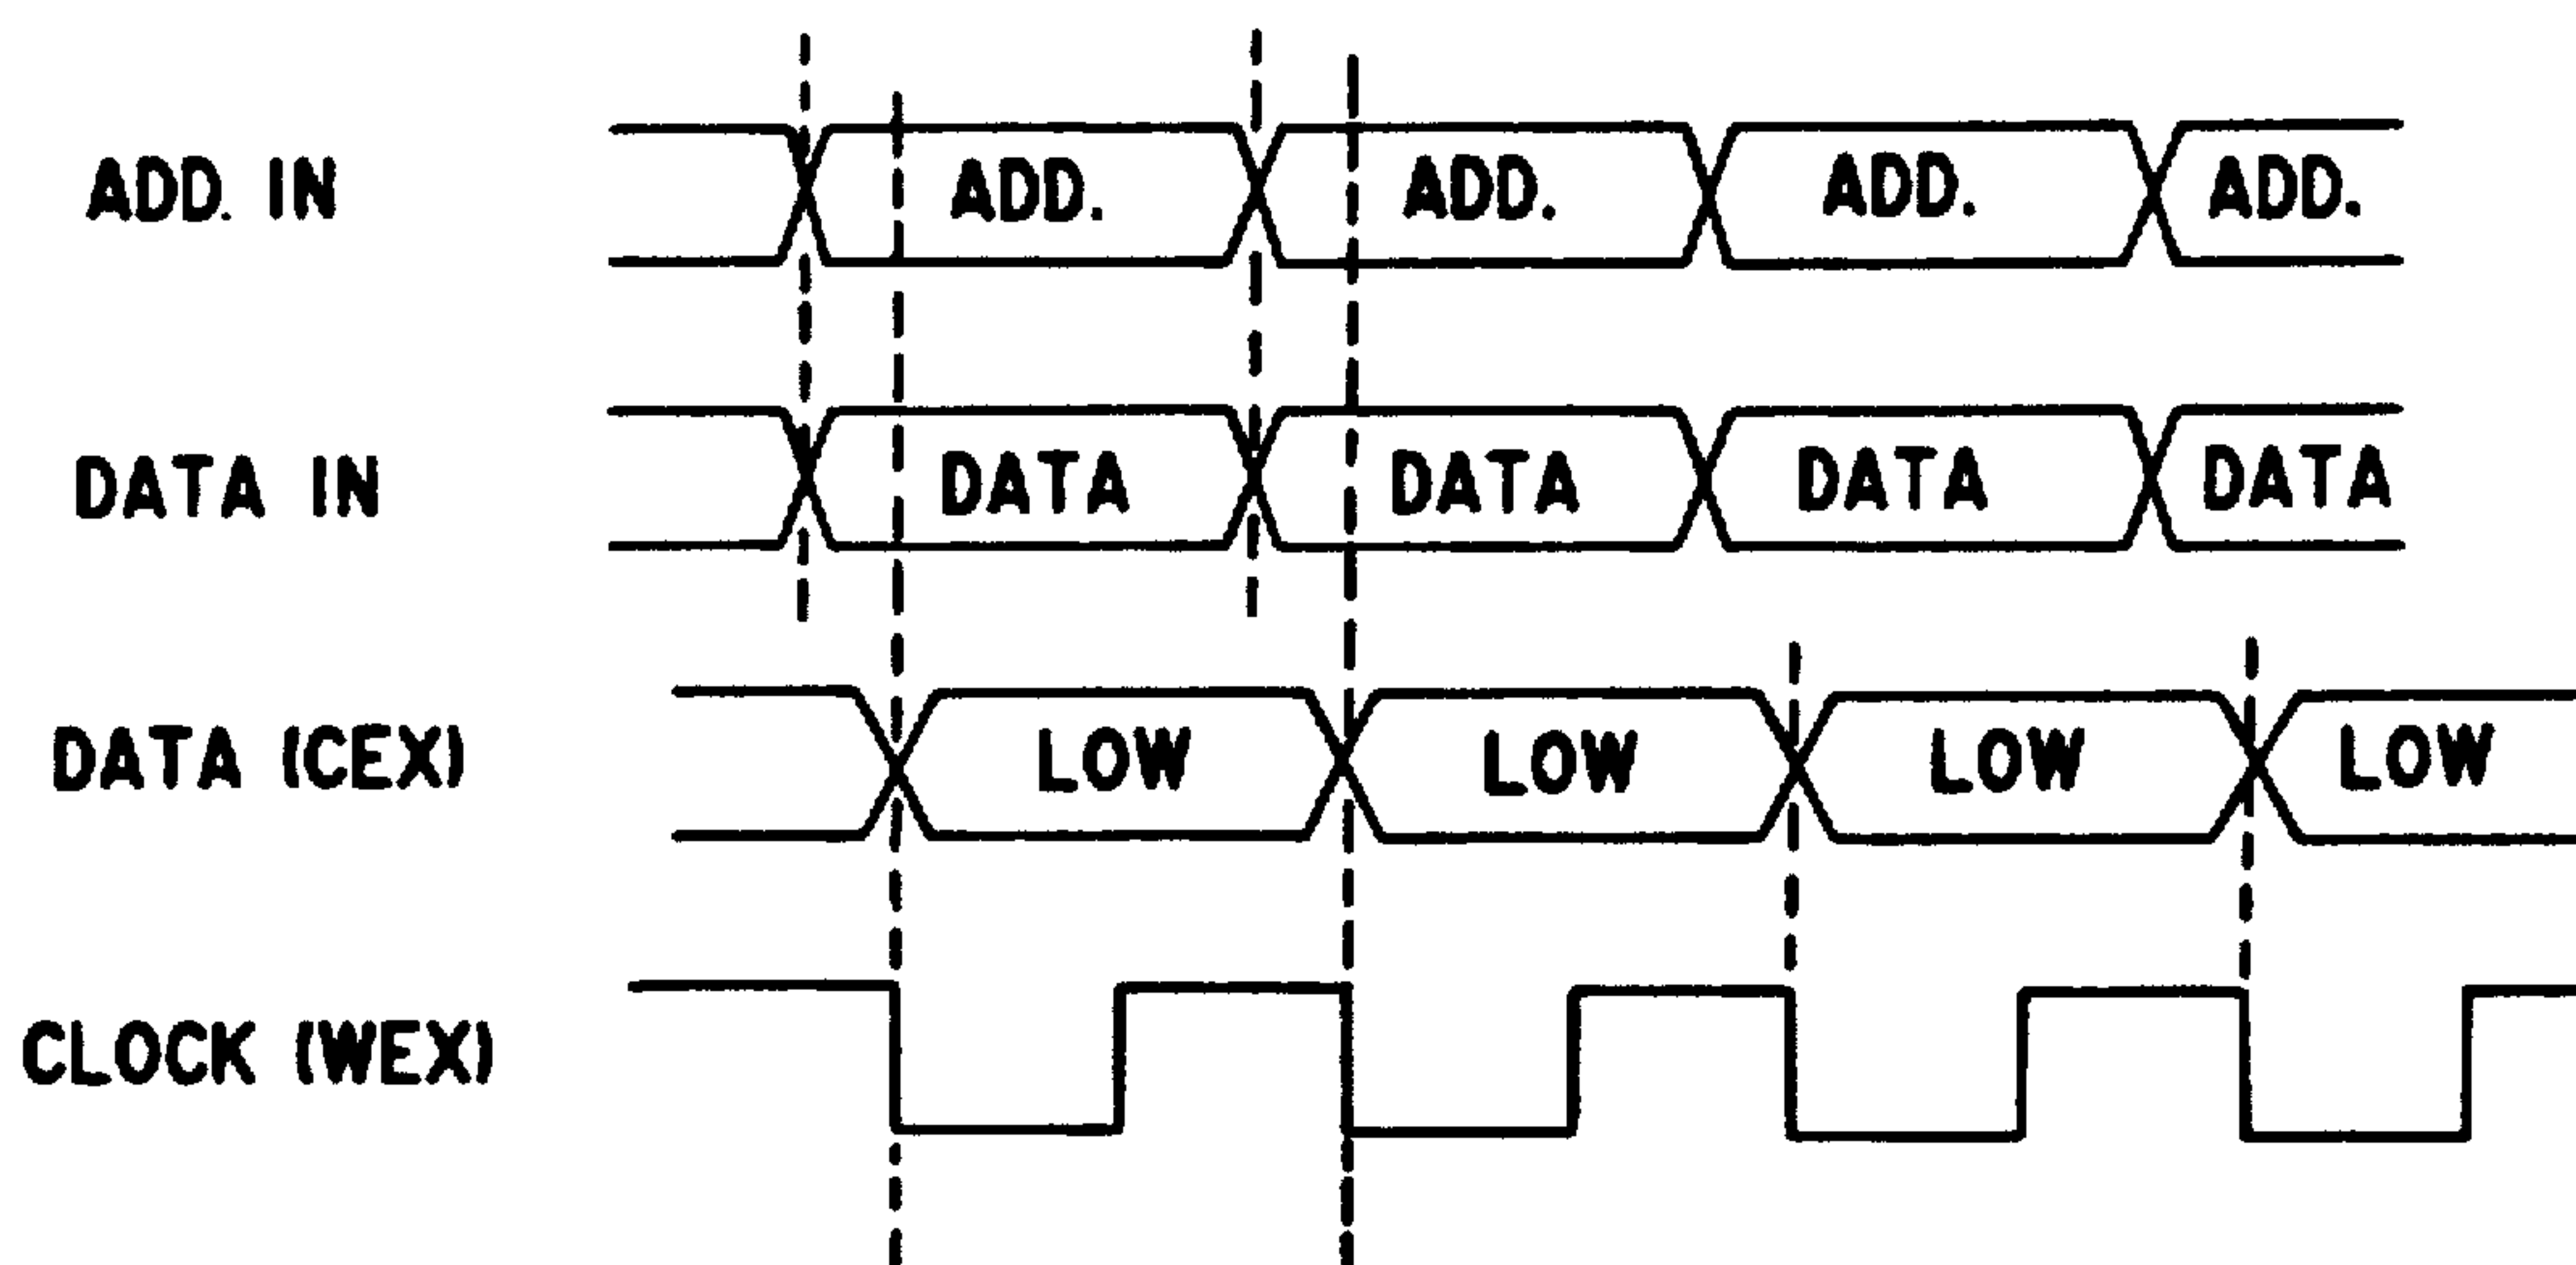 ADD. IN ADD. ADD. ADD. ADD.
DATA IN DATA DATA DATA DATA
DATA (CEX) LOW LOW LOW LOW
CLOCK (WEX)